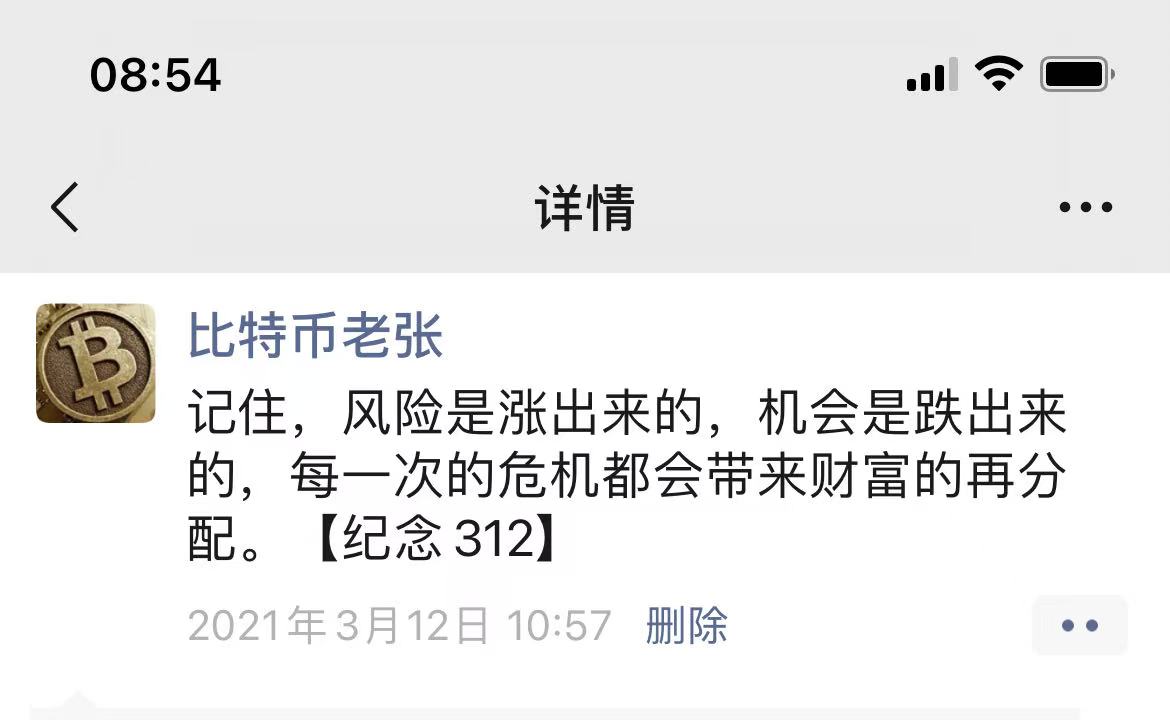 08:54
详情
比特币老张
记住，风险是涨出来的，机会是跌出来
的，每一次的危机都会带来财富的再分
配。【纪念 312】
2021年3月12日 10:57 删除